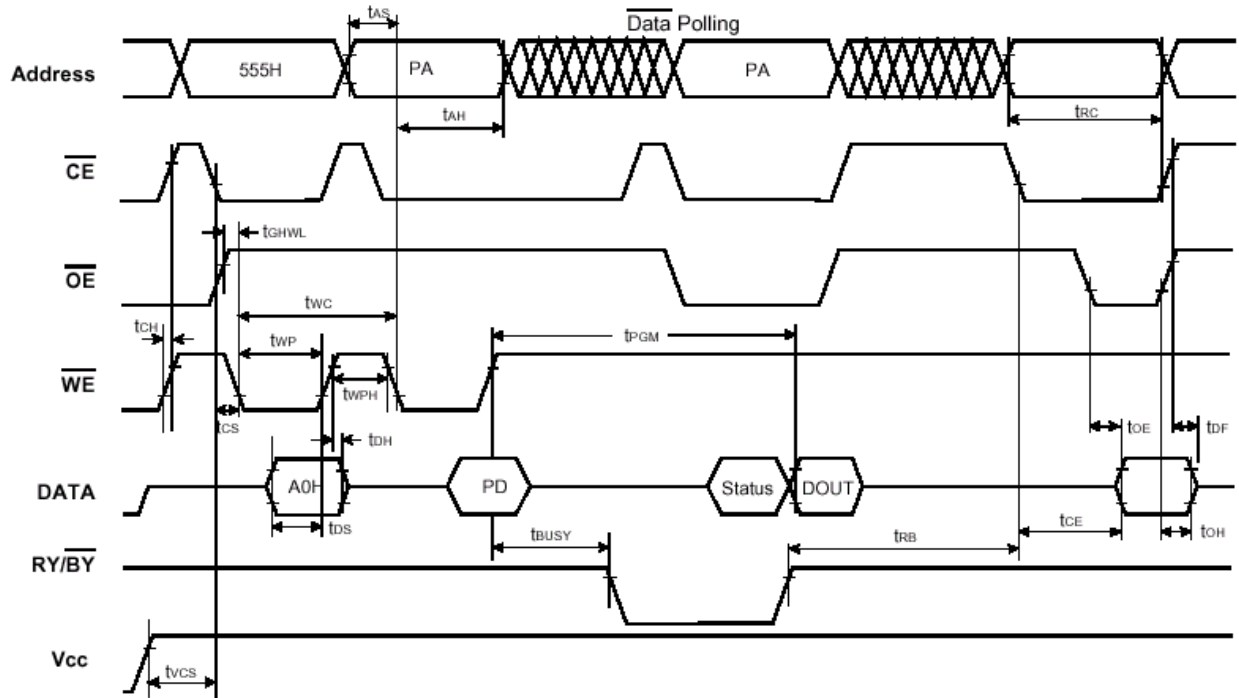 tAS
Data Polling
Address
555H
PA
PA
tAH
tRC
CE
tGHWL
OE
tWC
tCH
tWP
tPGM
WE
tWPH
tCS
tDH
tOE
tDF
DATA
A0H
PD
Status
DOUT
tDS
tBUSY
tRB
tCE
tOH
RY/BY
Vcc
tVCS